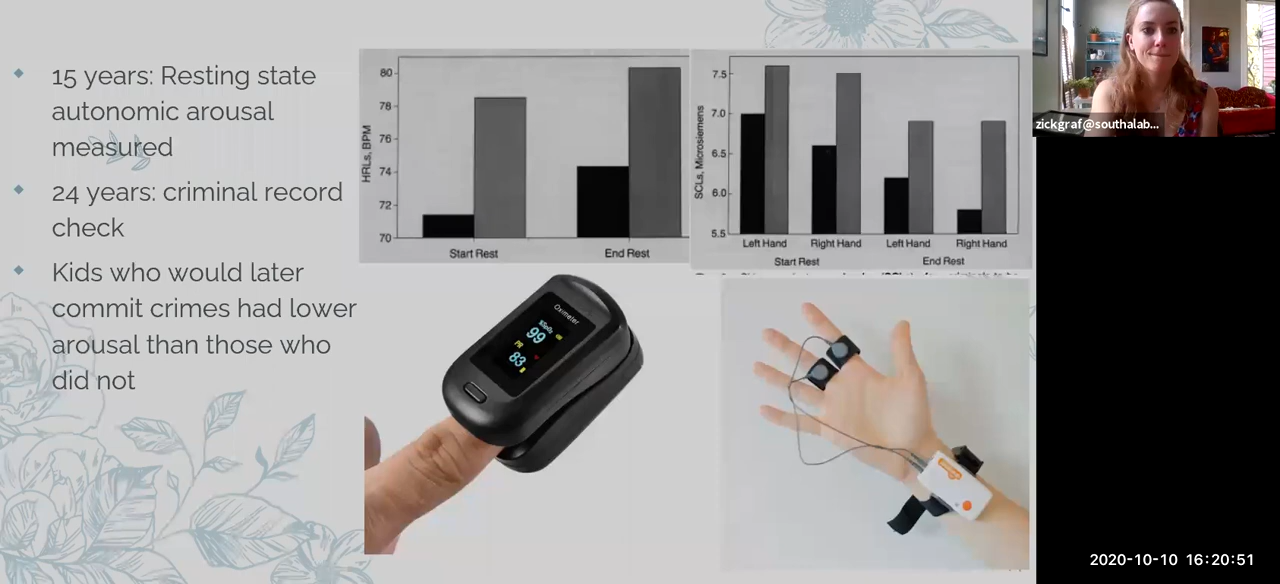 15 years: Resting state
autonomic arousal
measured
24 years: criminal record
check
Kids who would later
commit crimes had lower
arousal than those who
did not
HRLs, BPM
80
78
76
74
72
70
Start Rest
End Rest
SCLs, Microsiemens
7.5
7.0
6.5
6.0
5.5
Left Hand
Right Hand
Left Hand
Right Hand
Start Rest
End Rest
Oximeter
99
PR
83
zickgraf@southalab...
2020-10-10 16:20:51